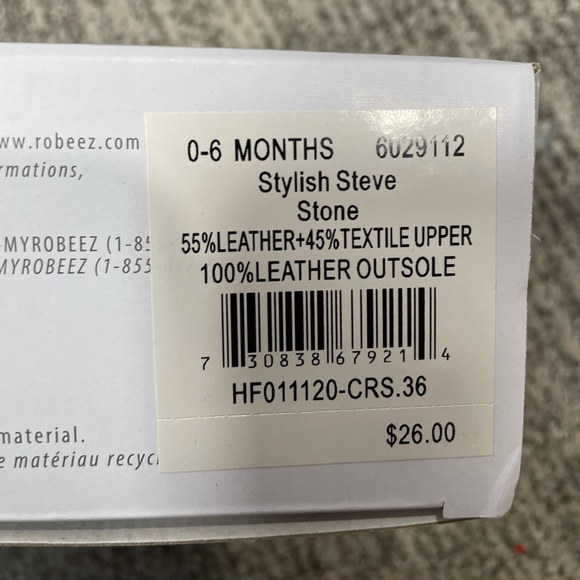 ww.robeez.com
rmations,
-MYROBEEZ (1-85
MYROBEEZ (1-855
material.
e matériau recycl
0-6 MONTHS 6029112
Stylish Steve
Stone
55%LEATHER+45%TEXTILE UPPER
100%LEATHER OUTSOLE
7 30838 67921 4
HF011120-CRS.36
$26.00